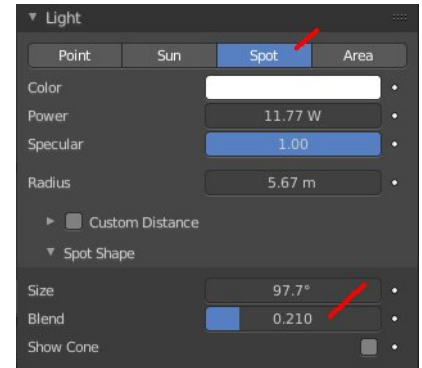 Light
Point Sun Spot Area
Color
Power 11.77 W
Specular 1.00
Radius 5.67 m
Custom Distance
Spot Shape
Size 97.7°
Blend 0.210
Show Cone